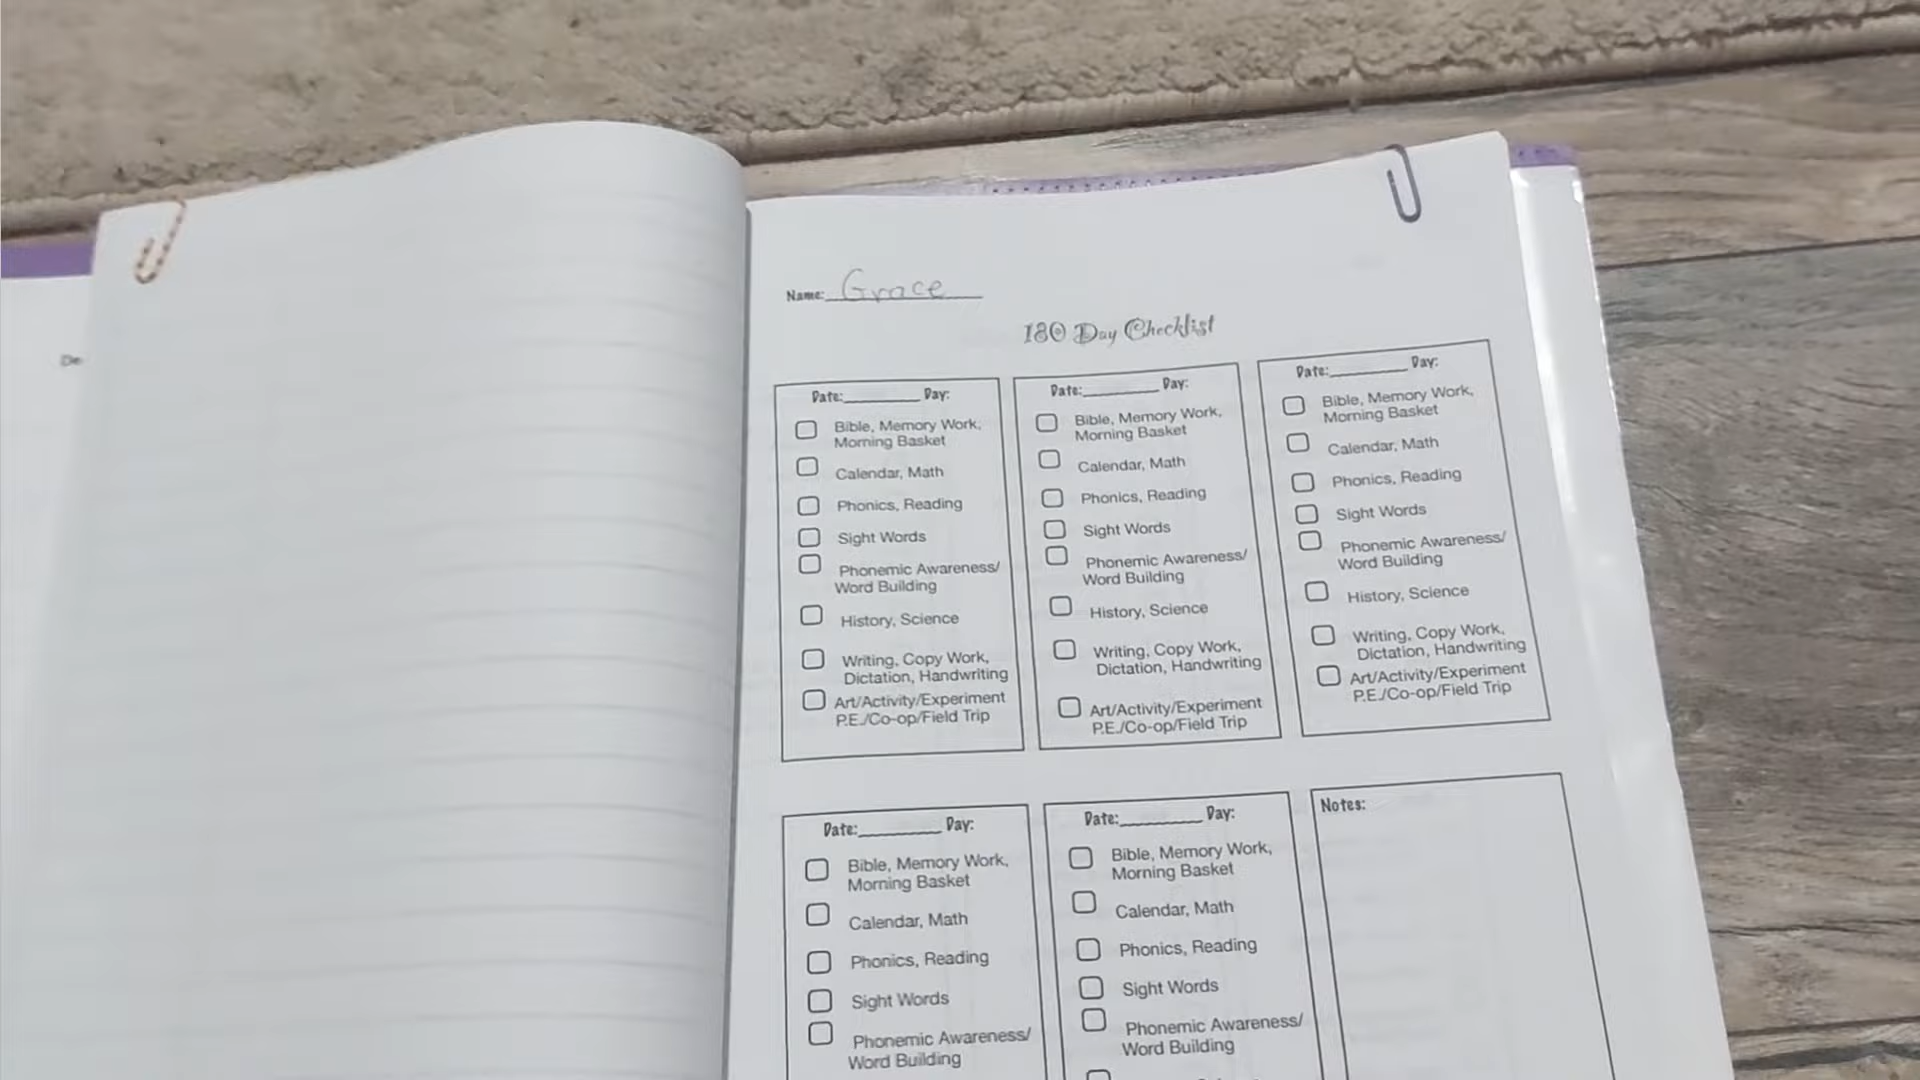 De
Name: Grace
180 Day Checklist
Date:________ Day:
Bible, Memory Work,
Morning Basket
Calendar, Math
Phonics, Reading
Sight Words
Phonemic Awareness/
Word Building
History, Science
Writing, Copy Work,
Dictation, Handwriting
Art/Activity/Experiment
P.E./Co-op/Field Trip
Date:________ Day:
Bible, Memory Work,
Morning Basket
Calendar, Math
Phonics, Reading
Sight Words
Phonemic Awareness/
Word Building
History, Science
Writing, Copy Work,
Dictation, Handwriting
Art/Activity/Experiment
P.E./Co-op/Field Trip
Date:________ Day:
Bible, Memory Work,
Morning Basket
Calendar, Math
Phonics, Reading
Sight Words
Phonemic Awareness/
Word Building
History, Science
Writing, Copy Work,
Dictation, Handwriting
Art/Activity/Experiment
P.E./Co-op/Field Trip
Date:________ Day:
Bible, Memory Work,
Morning Basket
Calendar, Math
Phonics, Reading
Sight Words
Phonemic Awareness/
Word Building
Date:________ Day:
Bible, Memory Work,
Morning Basket
Calendar, Math
Phonics, Reading
Sight Words
Phonemic Awareness/
Word Building
Notes: